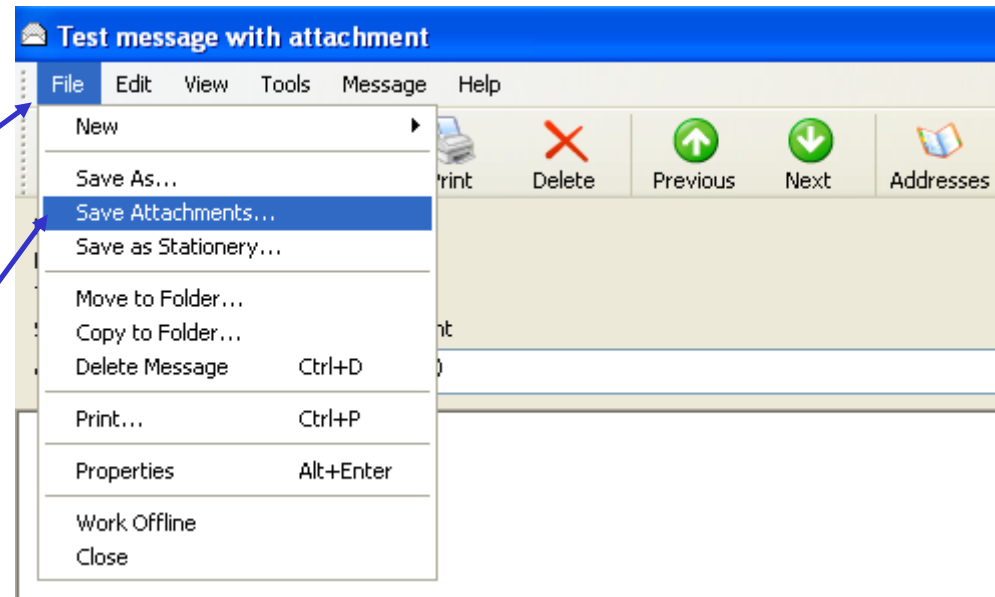 Test message with attachment
File Edit View Tools Message Help
New
Delete Previous Next Addresses
Save As...
Save Attachments...
Save as Stationery...
Move to Folder...
Copy to Folder...
Delete Message Ctrl+D
Print... Ctrl+P
Properties Alt+Enter
Work Offline
Close